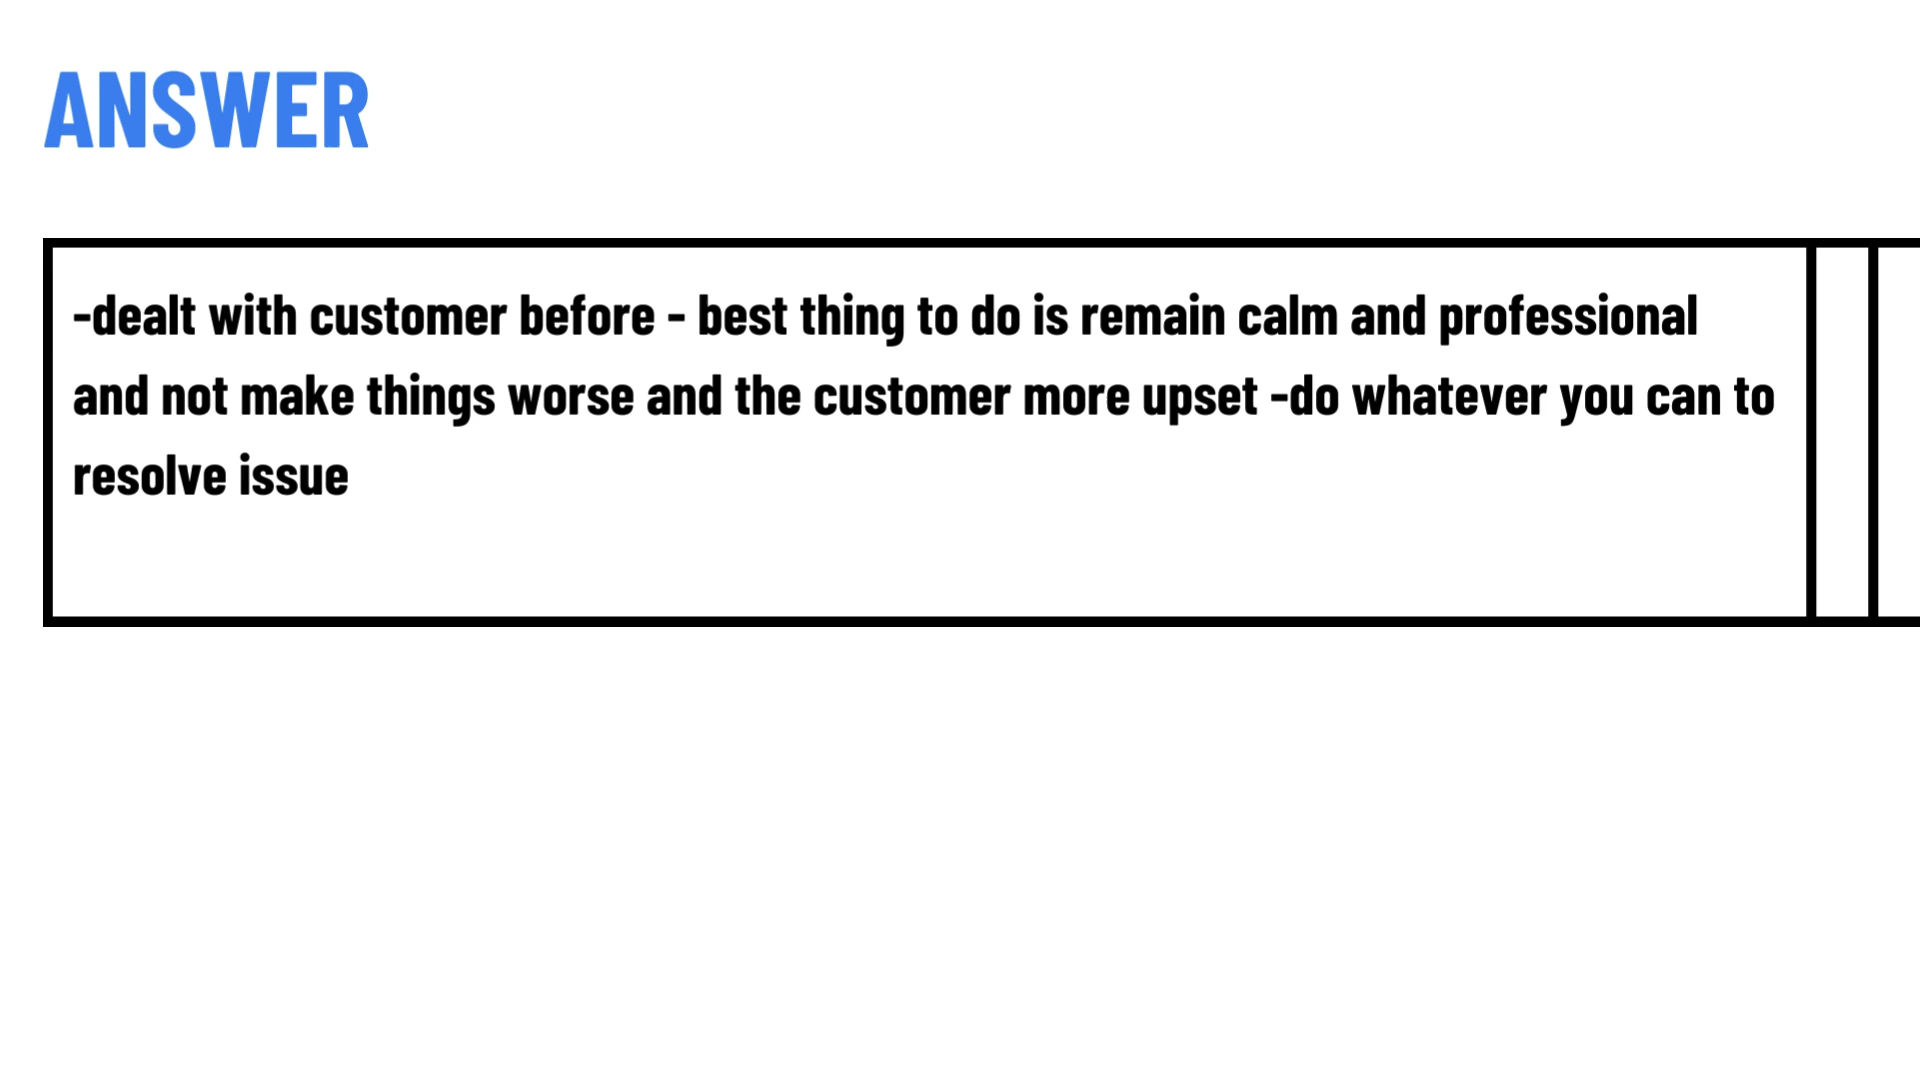 ANSWER
-dealt with customer before - best thing to do is remain calm and professional
and not make things worse and the customer more upset -do whatever you can to
resolve issue